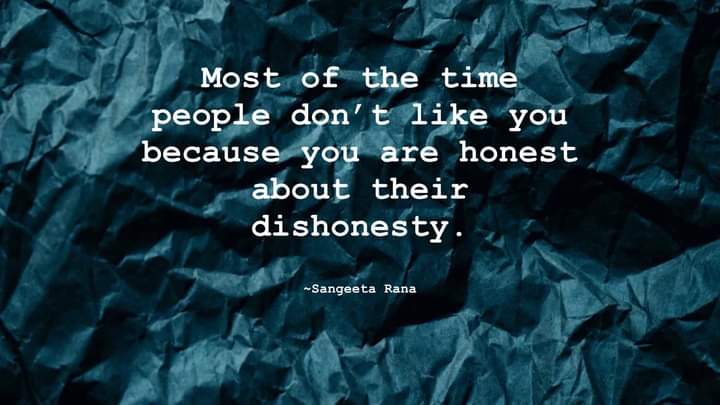 Most of the time
people don’t like you
because you are honest
about their
dishonesty.
~Sangeeta Rana